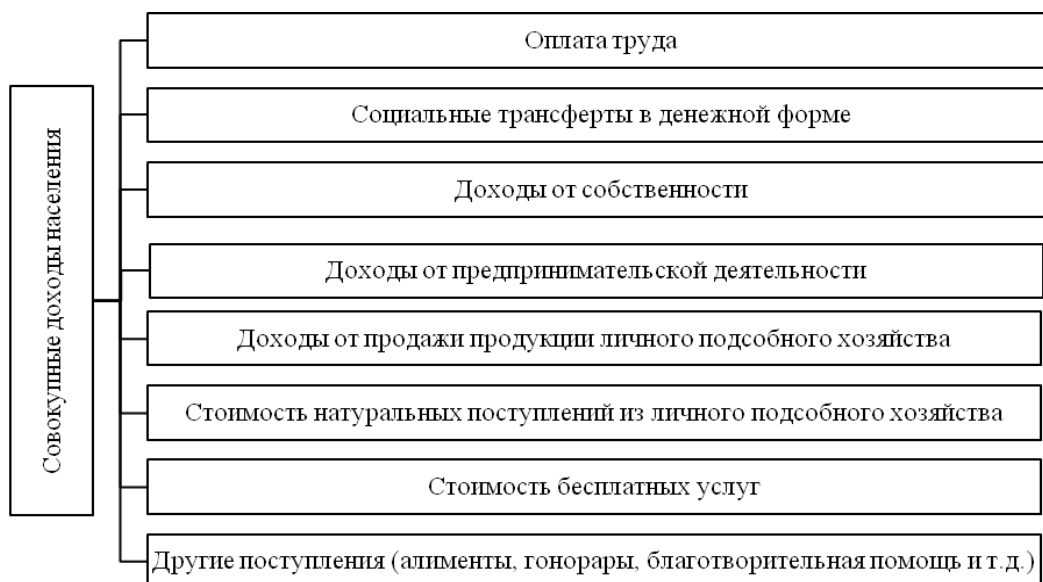 Совокупные доходы населения
Оплата труда
Социальные трансферты в денежной форме
Доходы от собственности
Доходы от предпринимательской деятельности
Доходы от продажи продукции личного подсобного хозяйства
Стоимость натуральных поступлений из личного подсобного хозяйства
Стоимость бесплатных услуг
Другие поступления (алименты, гонорары, благотворительная помощь и т.д.)